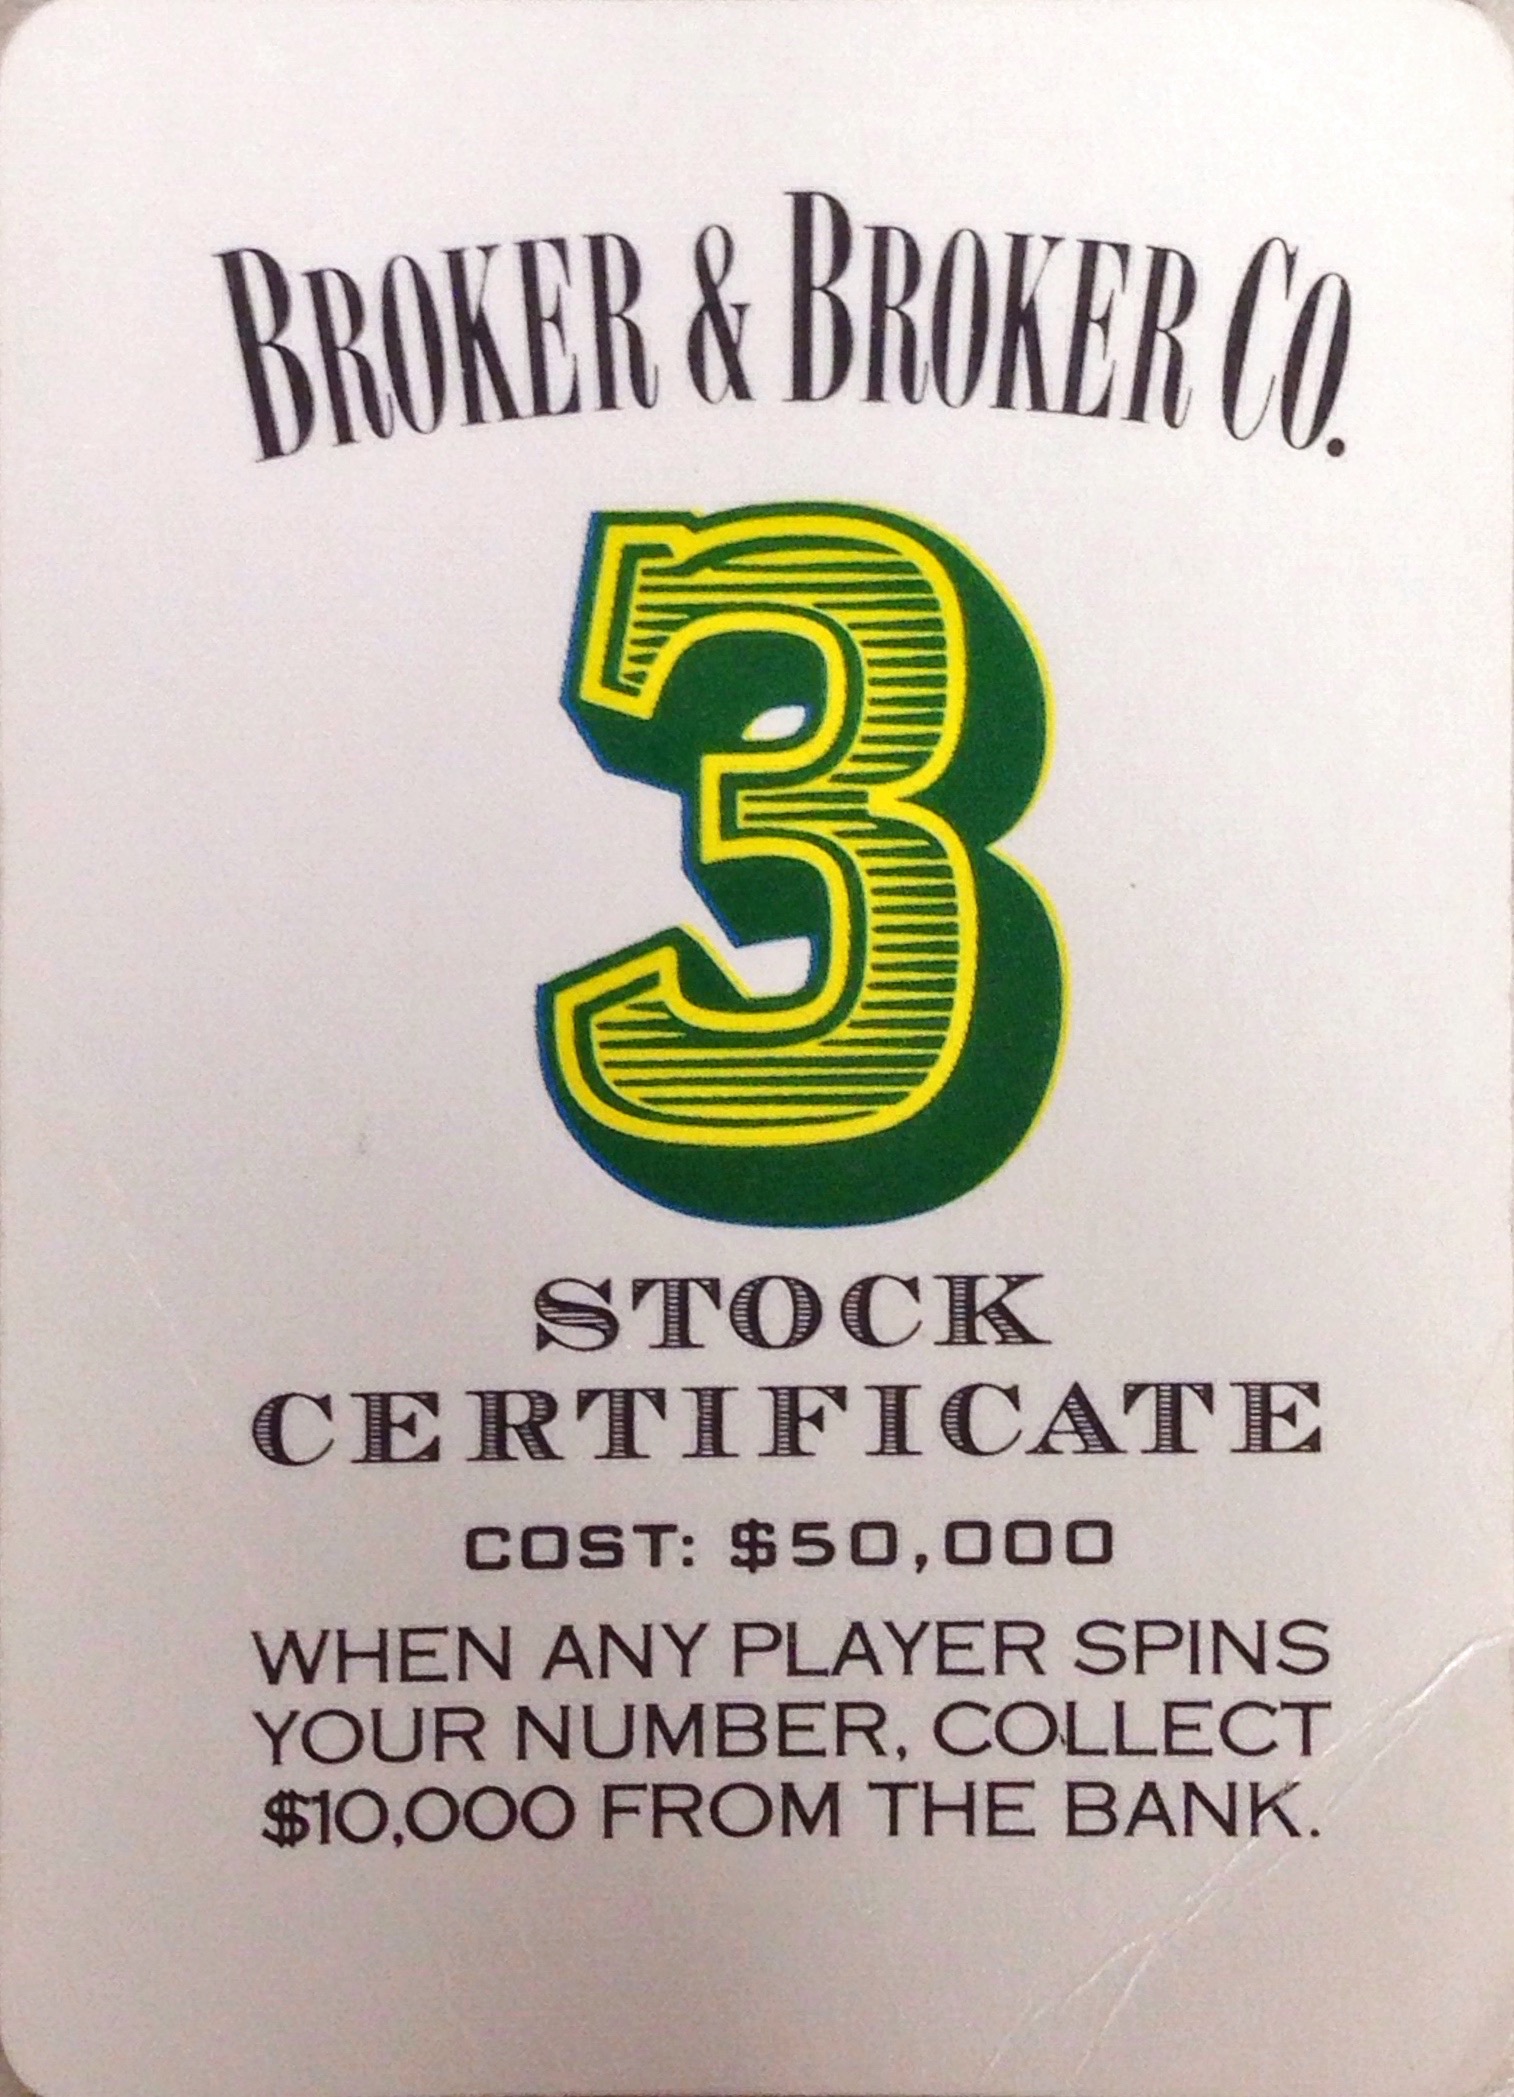 BROKER & BROKER CO.
3
STOCK
CERTIFICATE
COST: $50,000
WHEN ANY PLAYER SPINS
YOUR NUMBER, COLLECT
$10,000 FROM THE BANK.